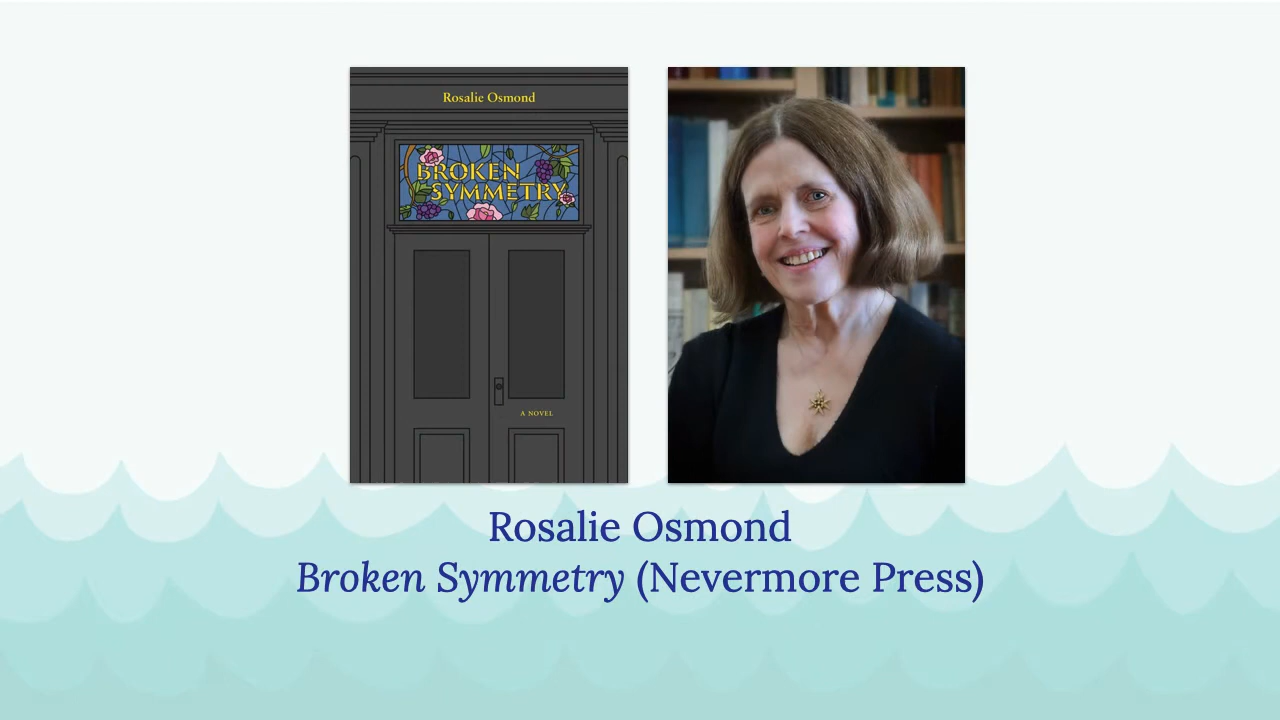 Rosalie Osmond
BROKEN
SYMMETRY
A NOVEL
Rosalie Osmond
Broken Symmetry (Nevermore Press)